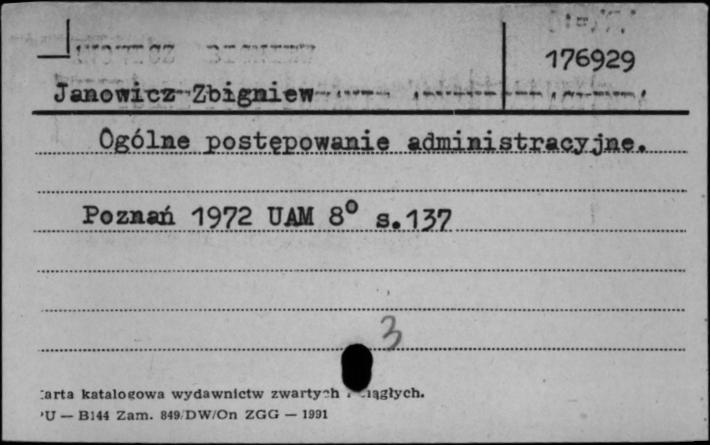 176929
Janowicz Zbigniew
Ogólne postępowanie administracyjne.
Poznań 1972 UAM 8° s.137
3
arta katalogowa wydawnictw zwartych i ciągłych.
U — B144 Zam. 849/DW/On ZGG — 1991